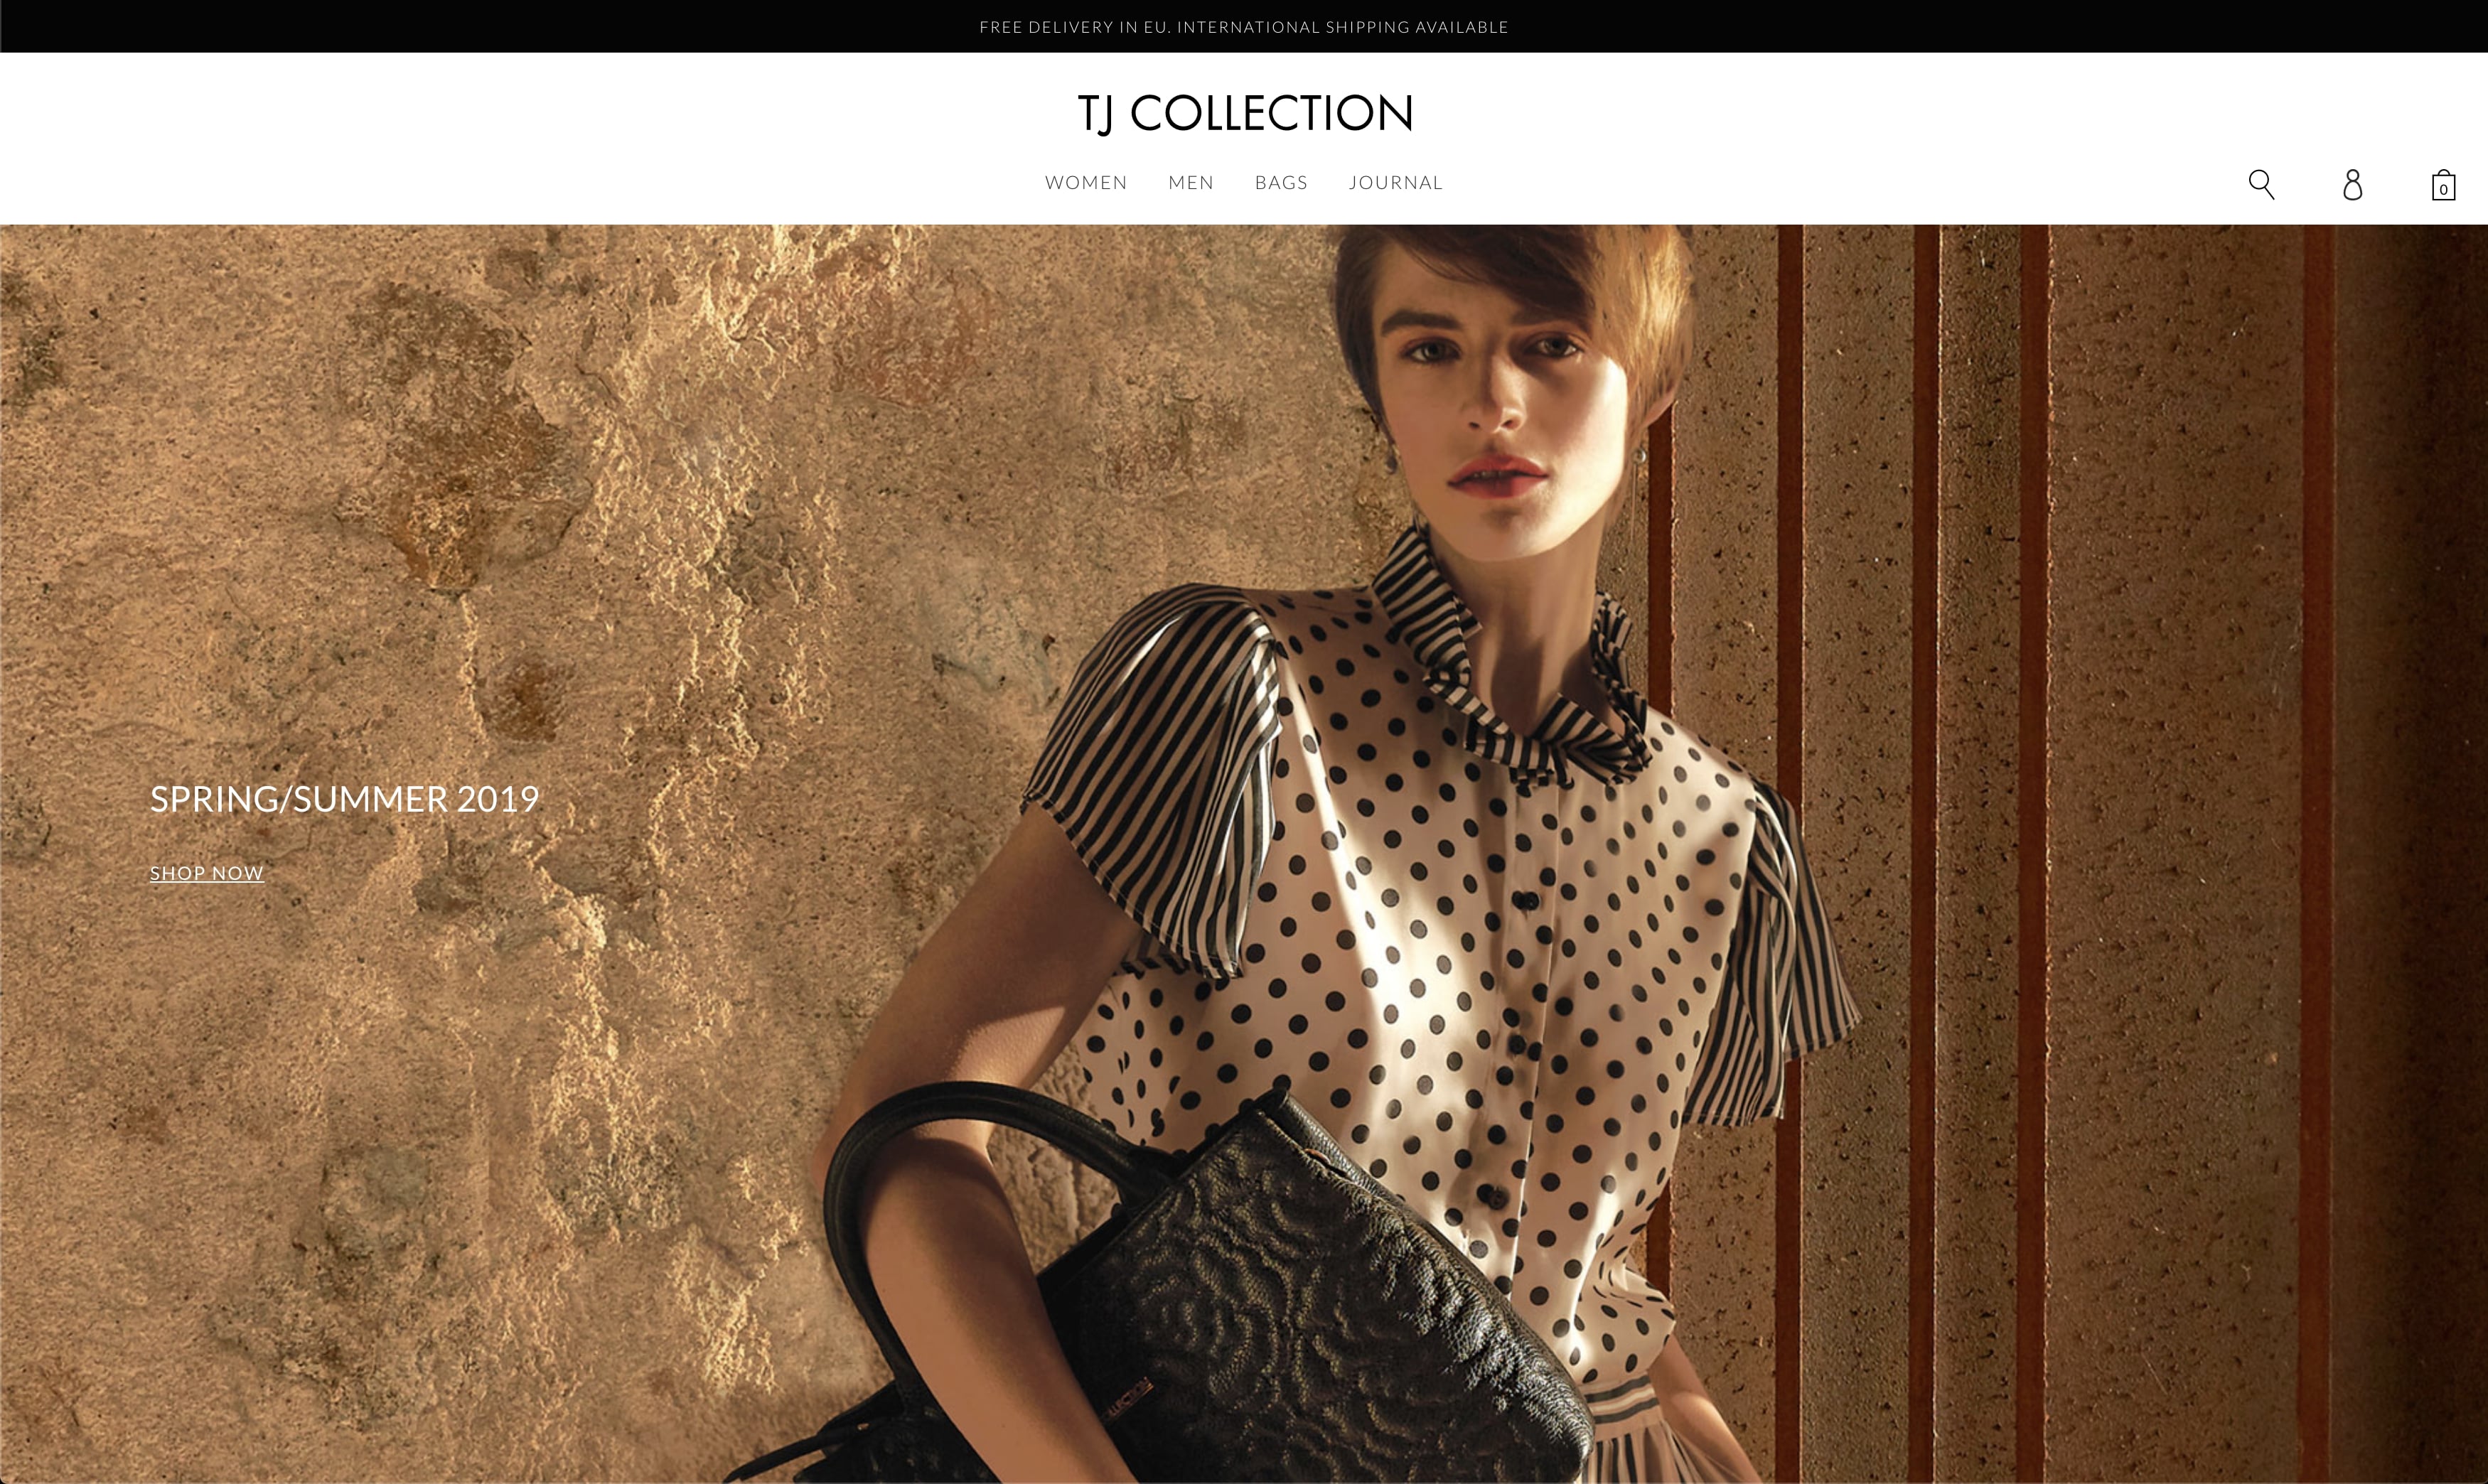 FREE DELIVERY IN EU. INTERNATIONAL SHIPPING AVAILABLE
TJ COLLECTION
WOMEN MEN BAGS JOURNAL
0
SPRING/SUMMER 2019
SHOP NOW